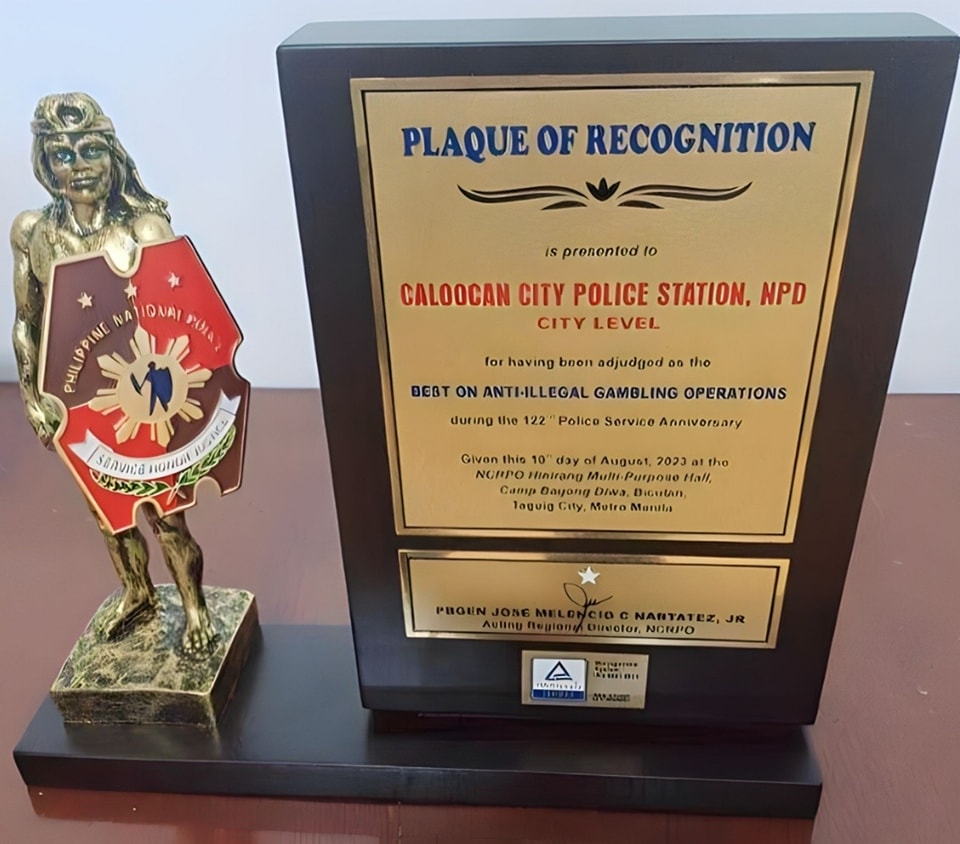 PLAQUE OF RECOGNITION
is presented to
CALOOCAN CITY POLICE STATION, NPD
CITY LEVEL
for having been adjudged as the
BEST ON ANTI-ILLEGAL GAMBLING OPERATIONS
during the 122ⁿᵈ Police Service Anniversary
Given this 10ᵗʰ day of August, 2023 at the
NCRPO Hinirang Multi-Purpose Hall,
Camp Bagong Diwa, Bicutan,
Taguig City, Metro Manila
PBGEN JOSE MELENCIO C NARTATEZ, JR
Acting Regional Director, NCRPO
PHILIPPINE NATIONAL POLICE
SERVICE HONOR JUSTICE